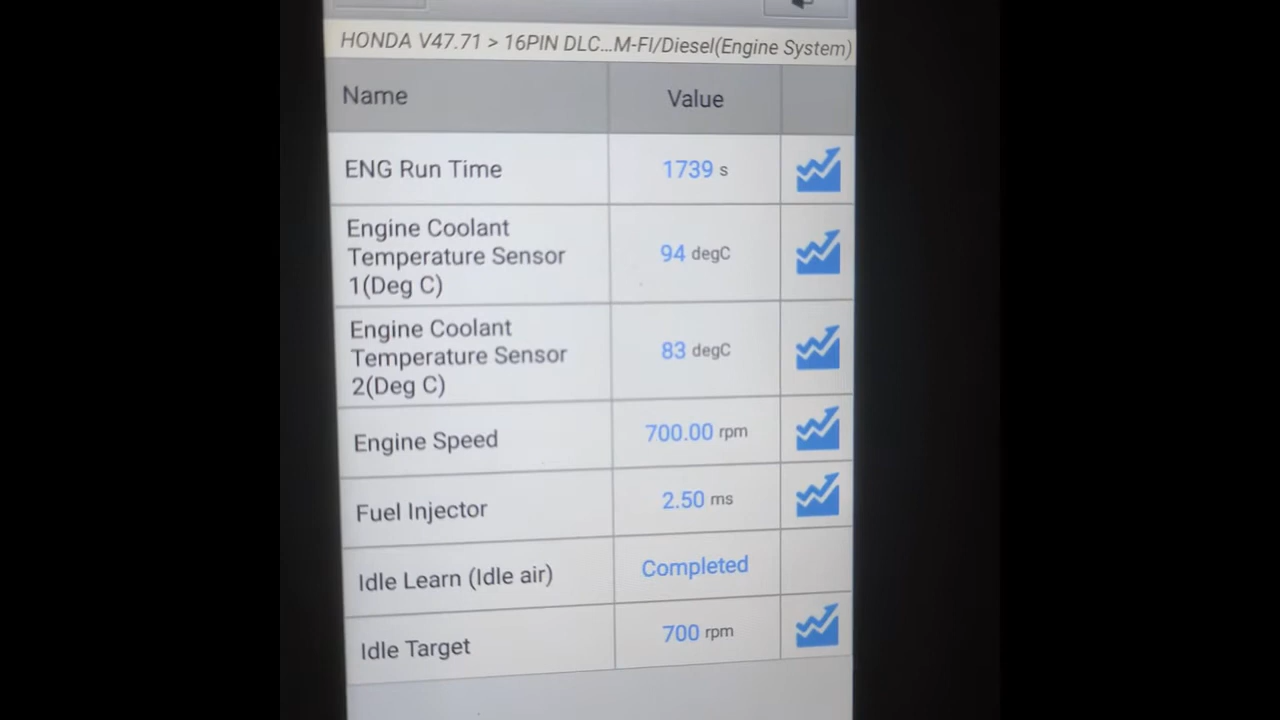 HONDA V47.71 > 16PIN DLC...M-FI/Diesel(Engine System)
Name Value
ENG Run Time 1739 s
Engine Coolant
Temperature Sensor
1(Deg C) 94 degC
Engine Coolant
Temperature Sensor
2(Deg C) 83 degC
Engine Speed 700.00 rpm
Fuel Injector 2.50 ms
Idle Learn (Idle air) Completed
Idle Target 700 rpm